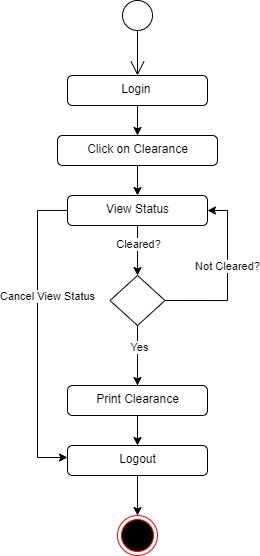 Login
Click on Clearance
View Status
Cleared?
Not Cleared?
Cancel View Status
Yes
Print Clearance
Logout